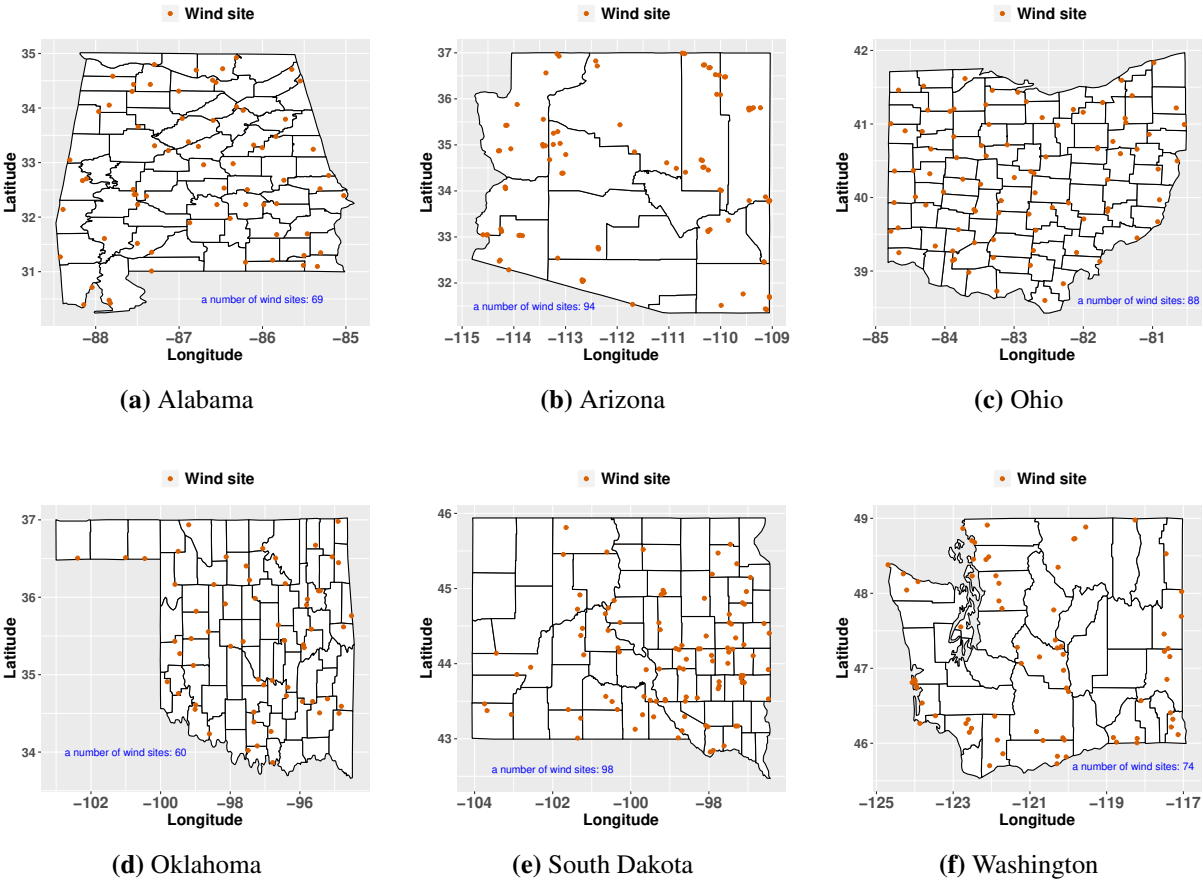 Wind site
35
34
33
32
31
Latitude
a number of wind sites: 69
−88 −87 −86 −85
Longitude
(a) Alabama
Wind site
37
36
35
34
33
32
Latitude
a number of wind sites: 94
−115 −114 −113 −112 −111 −110 −109
Longitude
(b) Arizona
Wind site
42
41
40
39
Latitude
a number of wind sites: 88
−85 −84 −83 −82 −81
Longitude
(c) Ohio
Wind site
37
36
35
34
Latitude
a number of wind sites: 60
−102 −100 −98 −96
Longitude
(d) Oklahoma
Wind site
46
45
44
43
Latitude
a number of wind sites: 98
−104 −102 −100 −98
Longitude
(e) South Dakota
Wind site
49
48
47
46
Latitude
a number of wind sites: 74
−125 −123 −121 −119 −117
Longitude
(f) Washington